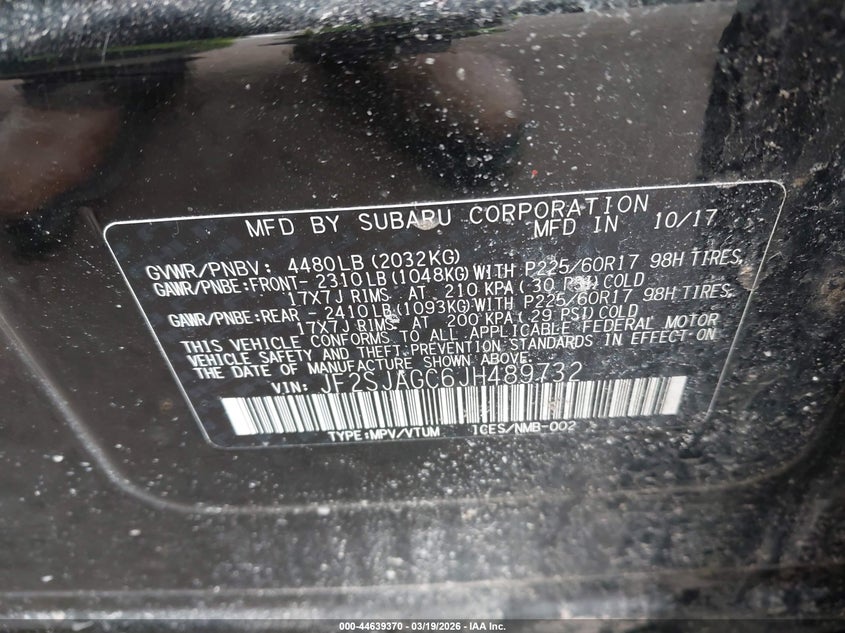 MFD BY SUBARU CORPORATION
MFD IN 10/17
GVWR/PNBV: 4480LB (2032KG)
GAWR/PNBE:FRONT- 2310LB(1048KG)WITH P225/60R17 98H TIRES,
17X7J RIMS AT 210 KPA( 30 PSI)COLD
GAWR/PNBE:REAR - 2410LB(1093KG)WITH P225/60R17 98H TIRES,
17X7J RIMS AT 200 KPA( 29 PSI)COLD
THIS VEHICLE CONFORMS TO ALL APPLICABLE FEDERAL MOTOR
VEHICLE SAFETY AND THEFT PREVENTION STANDARDS IN EFFECT ON
THE DATE OF MANUFACTURE SHOWN ABOVE.
VIN: JF2SJAGC6JH489732
TYPE:MPV/VTUM ICES/NMB-002
000-44639370 - 03/19/2026 - IAA Inc.